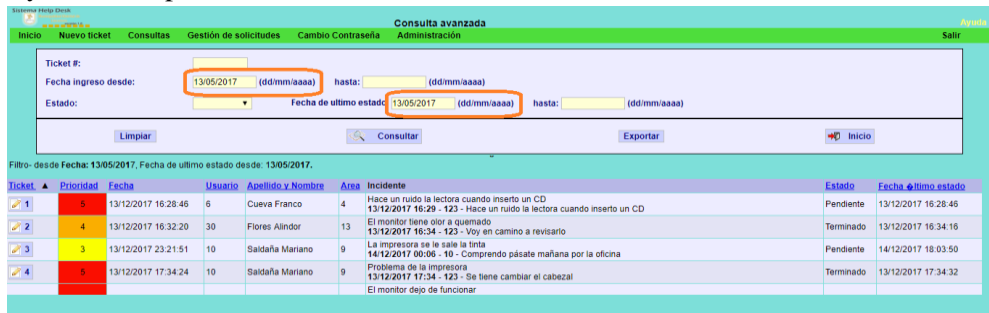 Sistema Help Desk
Consulta avanzada
Ayuda
Inicio Nuevo ticket Consultas Gestión de solicitudes Cambio Contraseña Administración Salir
Ticket #:
Fecha ingreso desde: 13/05/2017 (dd/mm/aaaa) hasta: (dd/mm/aaaa)
Estado: Fecha de ultimo estado 13/05/2017 (dd/mm/aaaa) hasta: (dd/mm/aaaa)
Limpiar Consultar Exportar Inicio
Filtro- desde Fecha: 13/05/2017, Fecha de ultimo estado desde: 13/05/2017.
Ticket ▲ Prioridad Fecha Usuario Apellido y Nombre Area Incidente Estado Fecha �ltimo estado
1 5 13/12/2017 16:28:46 6 Cueva Franco 4 Hace un ruido la lectora cuando inserto un CD Pendiente 13/12/2017 16:28:46
13/12/2017 16:29 - 123 - Hace un ruido la lectora cuando inserto un CD
2 4 13/12/2017 16:32:20 30 Flores Alindor 13 El monitor tiene olor a quemado Terminado 13/12/2017 16:34:16
13/12/2017 16:34 - 123 - Voy en camino a revisarlo
3 3 13/12/2017 23:21:51 10 Saldaña Mariano 9 La impresora se le sale la tinta Pendiente 14/12/2017 18:03:50
14/12/2017 00:06 - 10 - Comprendo pásate mañana por la oficina
4 5 13/12/2017 17:34:24 10 Saldaña Mariano 9 Problema de la impresora Terminado 13/12/2017 17:34:32
13/12/2017 17:34 - 123 - Se tiene cambiar el cabezal
El monitor dejo de funcionar